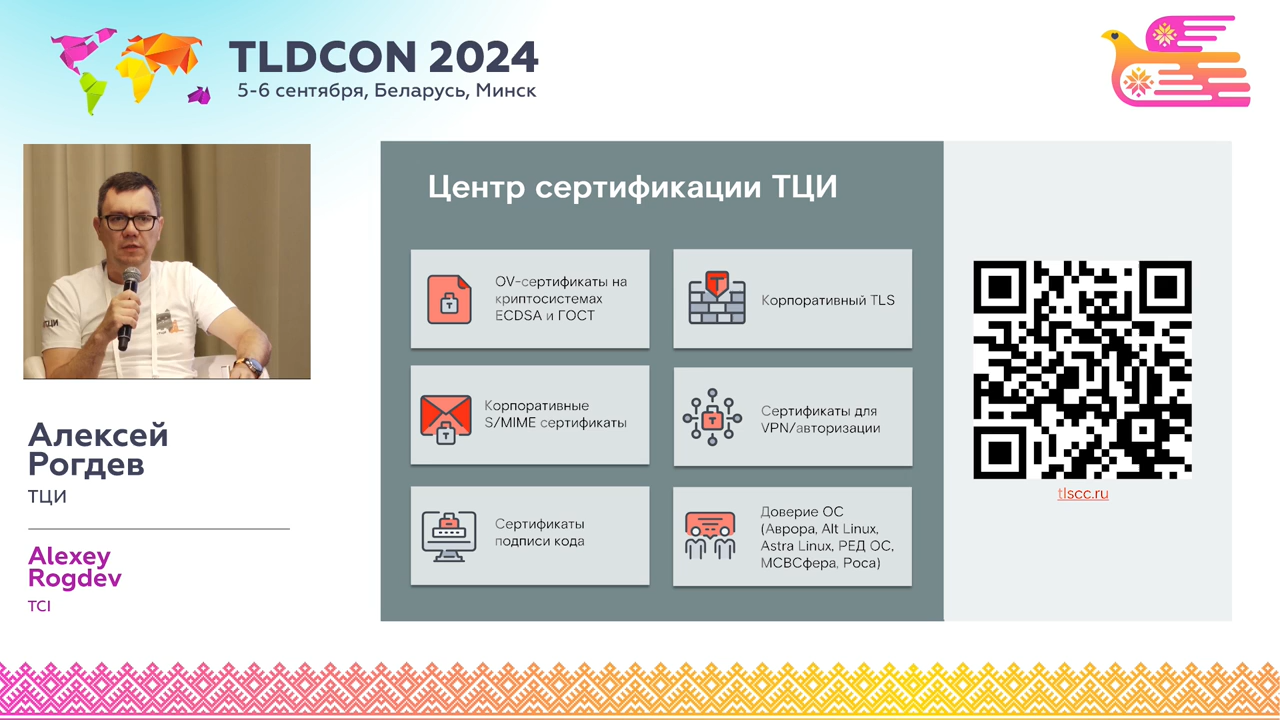 TLDCON 2024
5-6 сентября, Беларусь, Минск
Алексей
Рогдев
ТЦИ
Alexey
Rogdev
TCI
Центр сертификации ТЦИ
OV-сертификаты на
криптосистемах
ECDSA и ГОСТ
Корпоративный TLS
Корпоративные
S/MIME сертификаты
Сертификаты для
VPN/авторизации
Сертификаты
подписи кода
Доверие ОС
(Аврора, Alt Linux,
Astra Linux, РЕД ОС,
МСВСфера, Роса)
tlscc.ru